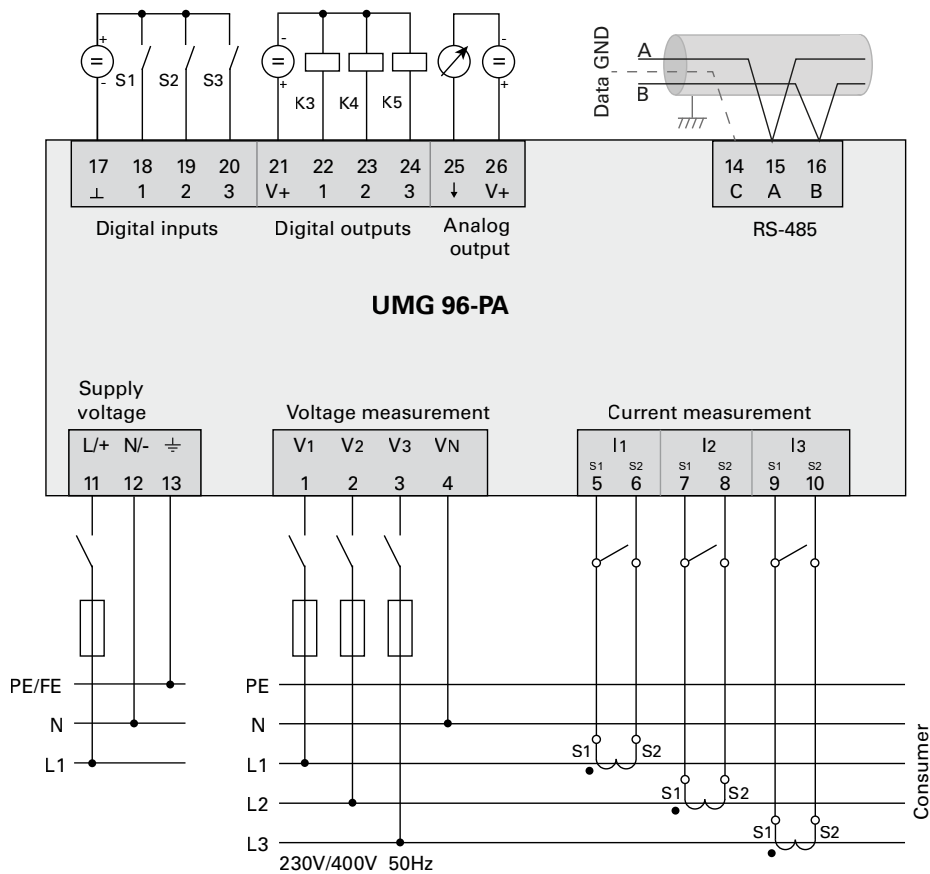 +
-
S1 S2 S3
-
+
K3 K4 K5
-
+
Data GND
A
B
17 18 19 20 21 22 23 24 25 26
⊥ 1 2 3 V+ 1 2 3 ↓ V+
14 15 16
C A B
Digital inputs
Digital outputs
Analog
output
RS-485
UMG 96-PA
Supply
voltage
Voltage measurement
Current measurement
L/+ N/-
11 12 13
V1 V2 V3 VN
1 2 3 4
I1 I2 I3
S1 S2 S1 S2 S1 S2
5 6 7 8 9 10
PE/FE
N
L1
PE
N
L1
L2
L3
S1 S2
S1 S2
S1 S2
230V/400V 50Hz
Consumer